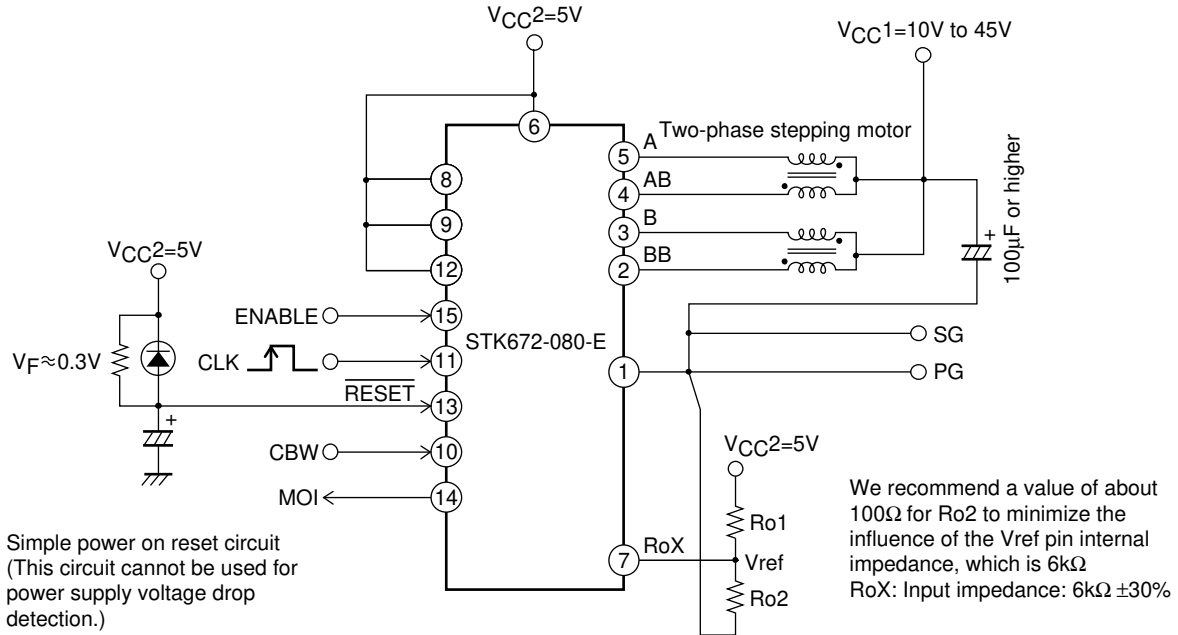 VCC2=5V
VCC1=10V to 45V
6
Two-phase stepping motor
A
5
8
AB
4
9
B
3
BB
2
12
100µF or higher
+
VCC2=5V
ENABLE
15
STK672-080-E
SG
VF≈0.3V
CLK
11
1
PG
RESET
13
+
CBW
10
VCC2=5V
MOI
14
Ro1
7
RoX
Vref
Ro2
Simple power on reset circuit
(This circuit cannot be used for
power supply voltage drop
detection.)
We recommend a value of about
100Ω for Ro2 to minimize the
influence of the Vref pin internal
impedance, which is 6kΩ
RoX: Input impedance: 6kΩ ±30%